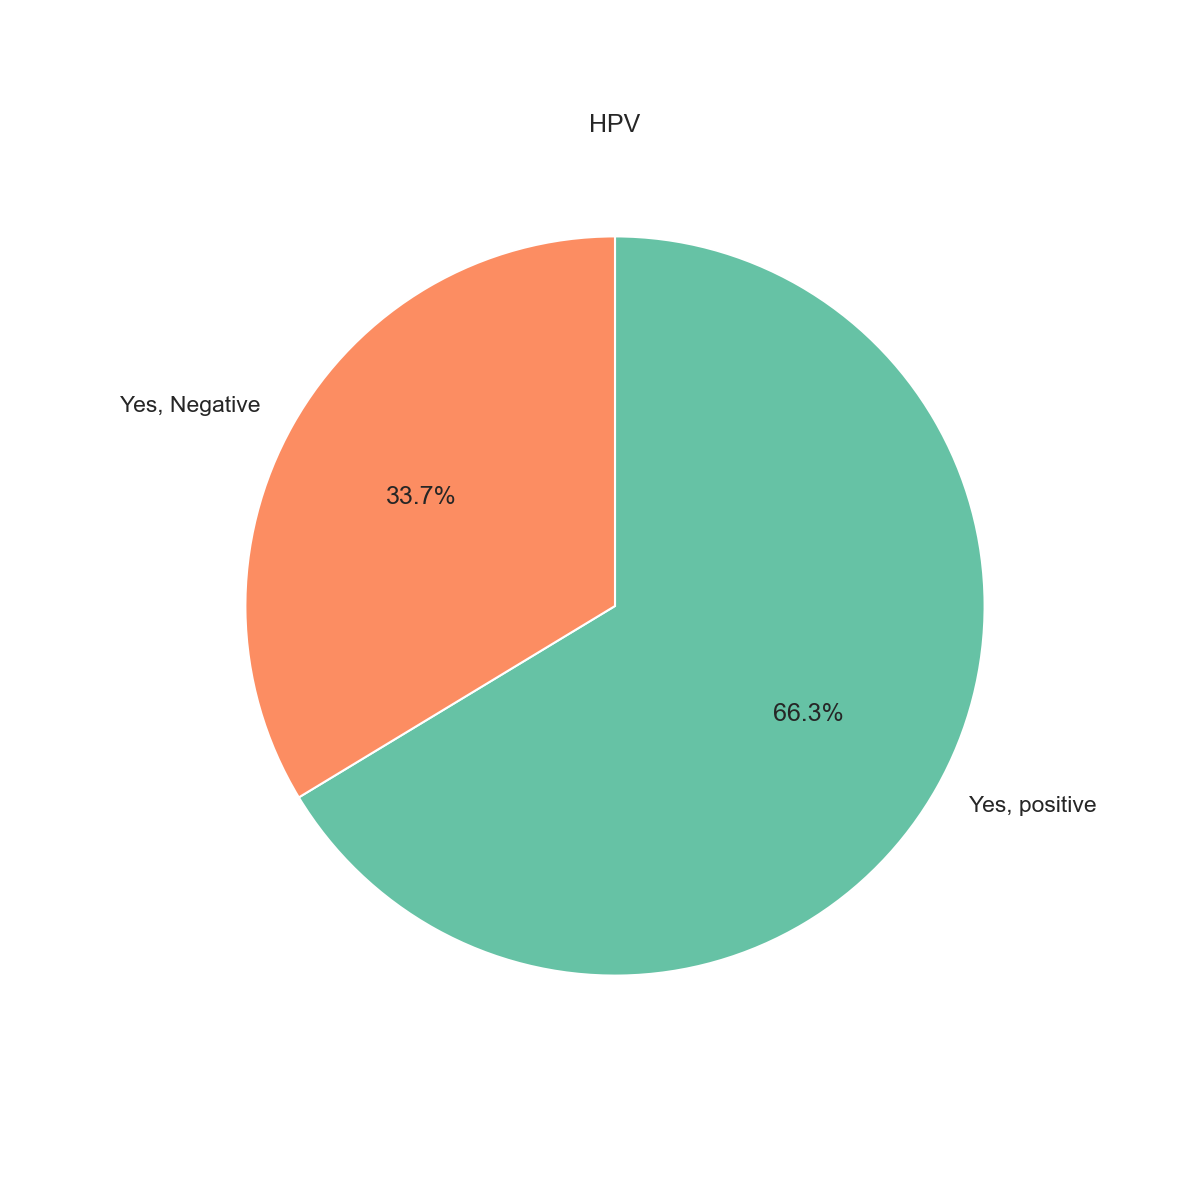 HPV
Yes, Negative
33.7%
66.3%
Yes, positive